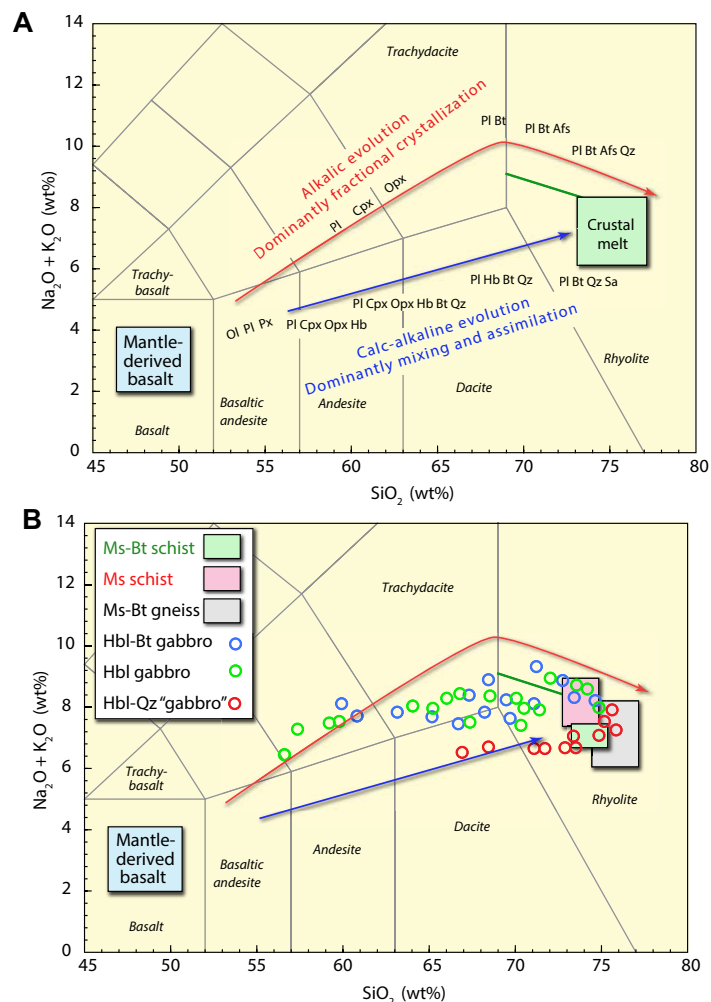 A
14
12
10
8
6
4
2
0
Na2O + K2O (wt%)
Trachydacite
Alkalic evolution
Dominantly fractional crystallization
Pl Bt
Pl Bt Afs
Pl Bt Afs Qz
Pl
Cpx
Opx
Crustal
melt
Trachy-
basalt
Ol Pl Px
Pl Cpx Opx Hb
Pl Cpx Opx Hb Bt Qz
Pl Hb Bt Qz
Pl Bt Qz Sa
Mantle-
derived
basalt
Calc-alkaline evolution
Dominantly mixing and assimilation
Basalt
Basaltic
andesite
Andesite
Dacite
Rhyolite
45 50 55 60 65 70 75 80
SiO2 (wt%)
B
14
12
10
8
6
4
2
0
Na2O + K2O (wt%)
Ms-Bt schist
Ms schist
Ms-Bt gneiss
Hbl-Bt gabbro
Hbl gabbro
Hbl-Qz “gabbro”
Trachydacite
Trachy-
basalt
Mantle-
derived
basalt
Basalt
Basaltic
andesite
Andesite
Dacite
Rhyolite
45 50 55 60 65 70 75 80
SiO2 (wt%)